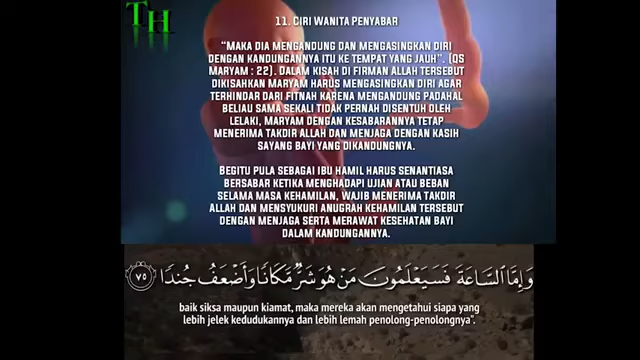 TH
11. CIRI WANITA PENYABAR
"MAKA DIA MENGANDUNG DAN MENGASINGKAN DIRI
DENGAN KANDUNGANNYA ITU KE TEMPAT YANG JAUH". (QS
MARYAM : 22). DALAM KISAH DI FIRMAN ALLAH TERSEBUT
DIKISAHKAN MARYAM HARUS MENGASINGKAN DIRI AGAR
TERHINDAR DARI FITNAH KARENA MENGANDUNG PADAHAL
BELIAU SAMA SEKALI TIDAK PERNAH DISENTUH OLEH
LELAKI, MARYAM DENGAN KESABARANNYA TETAP
MENERIMA TAKDIR ALLAH DAN MENJAGA DENGAN KASIH
SAYANG BAYI YANG DIKANDUNGNYA.
BEGITU PULA SEBAGAI IBU HAMIL HARUS SENANTIASA
BERSABAR KETIKA MENGHADAPI UJIAN ATAU BEBAN
SELAMA MASA KEHAMILAN, WAJIB MENERIMA TAKDIR
ALLAH DAN MENSYUKURI ANUGRAH KEHAMILAN TERSEBUT
DENGAN MENJAGA SERTA MERAWAT KESEHATAN BAYI
DALAM KANDUNGANNYA.
وَإِمَّا ٱلسَّاعَةَ فَسَيَعْلَمُونَ مَنْ هُوَ شَرٌّ مَّكَانًا وَأَضْعَفُ جُندًا ٧٥
baik siksa maupun kiamat, maka mereka akan mengetahui siapa yang
lebih jelek kedudukannya dan lebih lemah penolong-penolongnya".